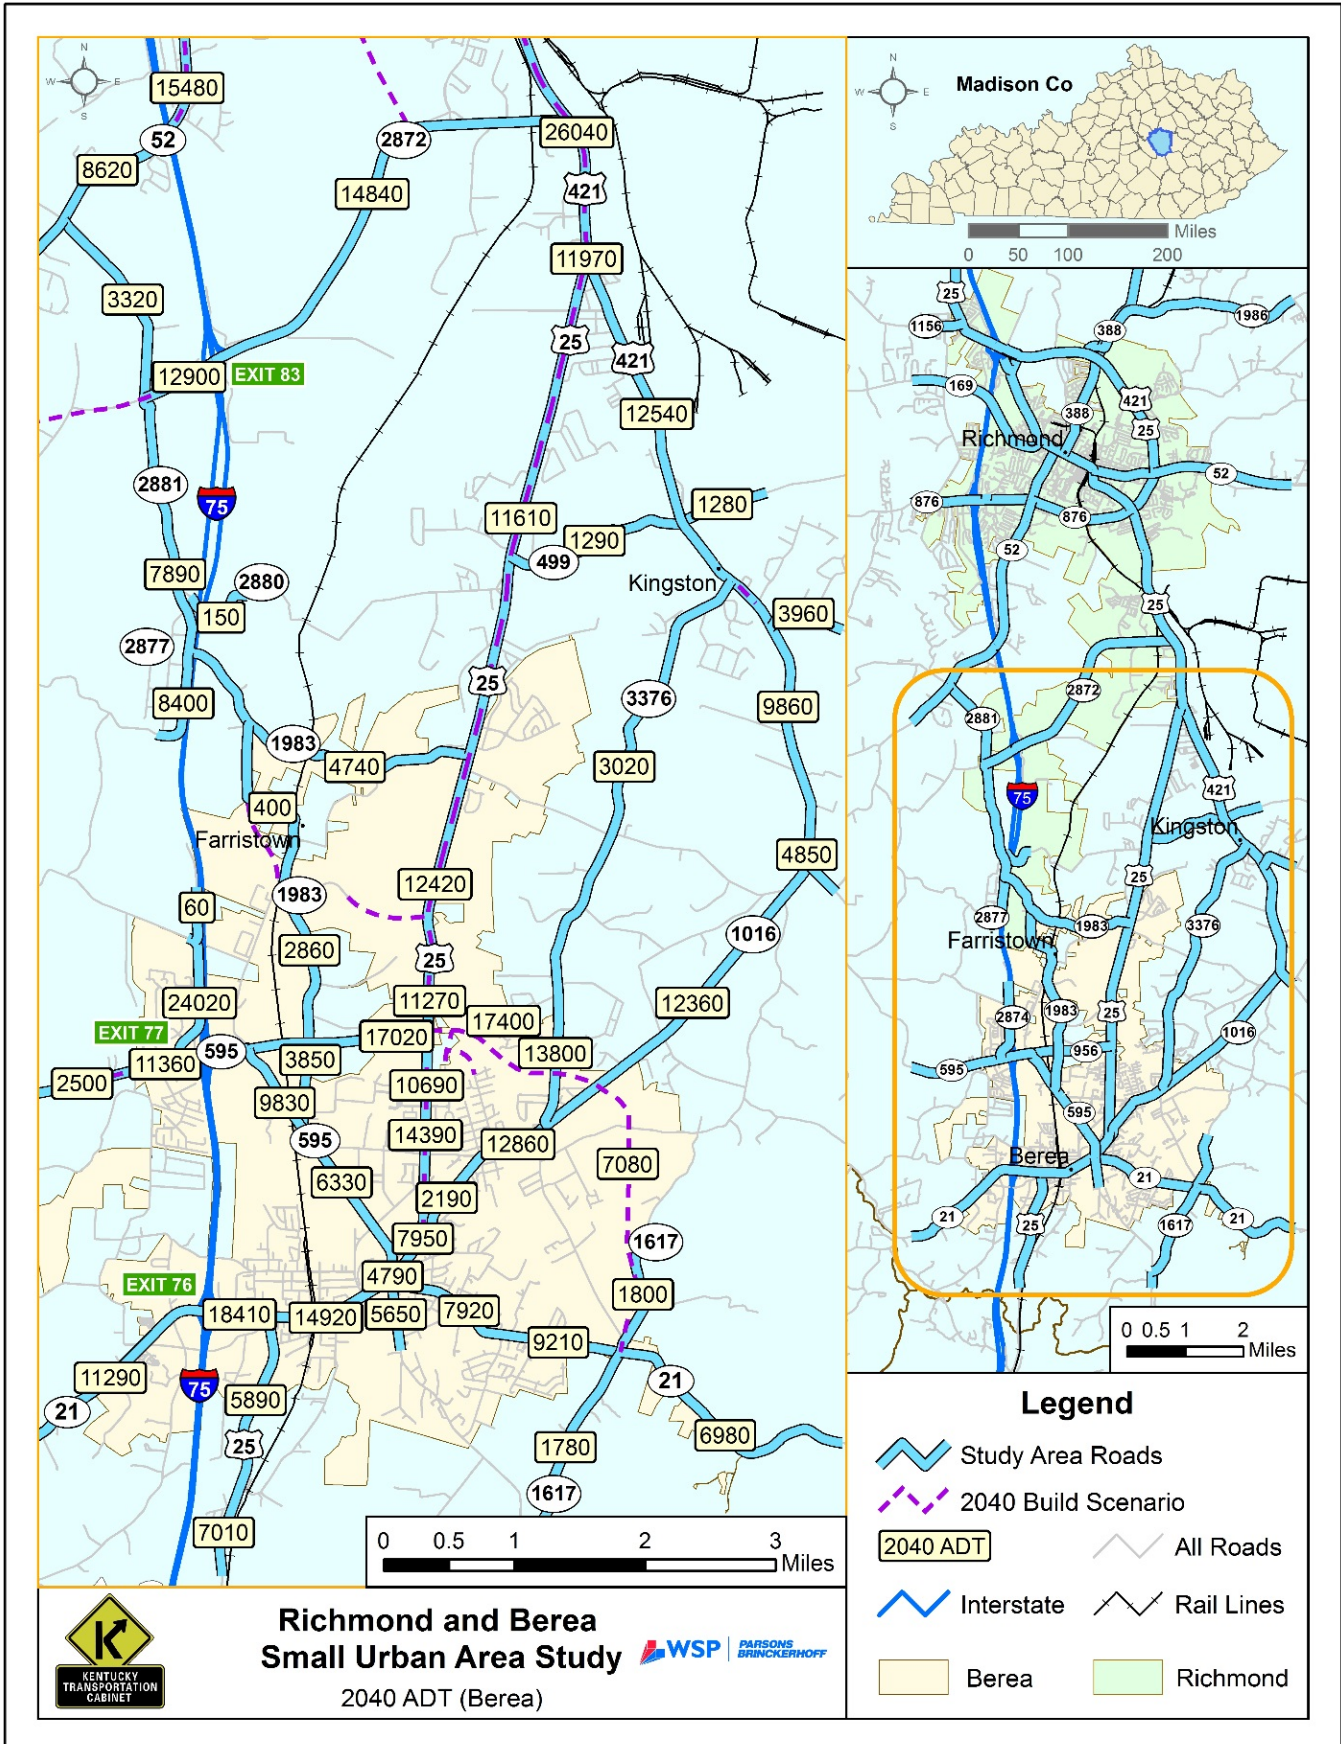 N
W
E
S
15480
52
8620
2872
26040
14840
421
11970
3320
25
421
12900
EXIT 83
12540
2881
75
1280
11610
1290
499
7890
2880
Kingston
150
3960
2877
25
3376
8400
9860
1983
4740
3020
400
Farristown
4850
12420
1983
60
1016
2860
25
24020
11270
12360
17400
EXIT 77
17020
595
11360
3850
13800
2500
10690
9830
595
14390
12860
7080
6330
2190
7950
1617
4790
EXIT 76
1800
18410
14920
5650
7920
9210
11290
75
21
5890
21
25
6980
1780
1617
7010
0 0.5 1 2 3
Miles
N
W
E
S
Madison Co
Miles
0 50 100 200
25
1156
388
1986
169
421
388
25
Richmond
52
876
876
52
25
2872
2881
75
421
Kingston
25
2877
1983
3376
Farristown
2874
1983
25
1016
956
595
595
Berea
21
21
25
1617
21
0 0.5 1 2
Miles
Legend
Study Area Roads
2040 Build Scenario
2040 ADT
All Roads
Interstate
Rail Lines
Berea
Richmond
KENTUCKY
TRANSPORTATION
CABINET
Richmond and Berea
Small Urban Area Study
2040 ADT (Berea)
WSP
PARSONS
BRINCKERHOFF